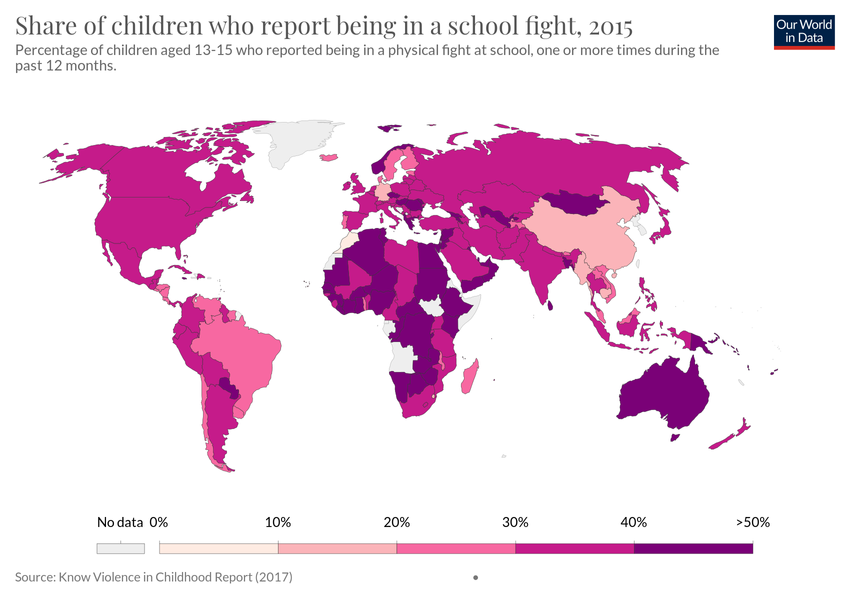 Share of children who report being in a school fight, 2015
Our World
in Data
Percentage of children aged 13-15 who reported being in a physical fight at school, one or more times during the
past 12 months.
No data 0% 10% 20% 30% 40% >50%
Source: Know Violence in Childhood Report (2017)